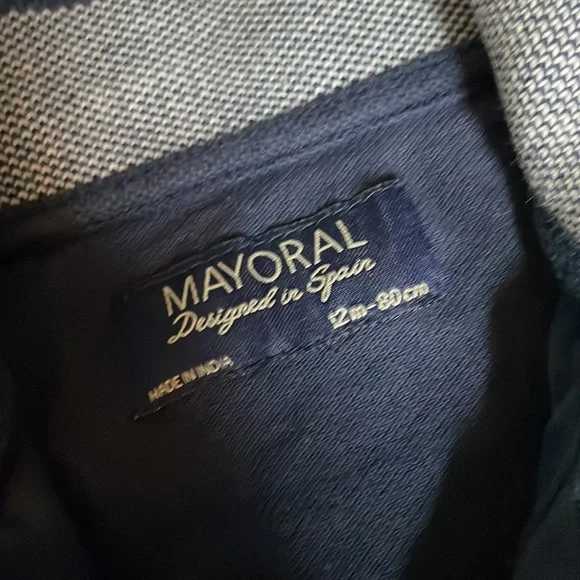 MAYORAL
Designed in Spain
12m-80cm
MADE IN INDIA